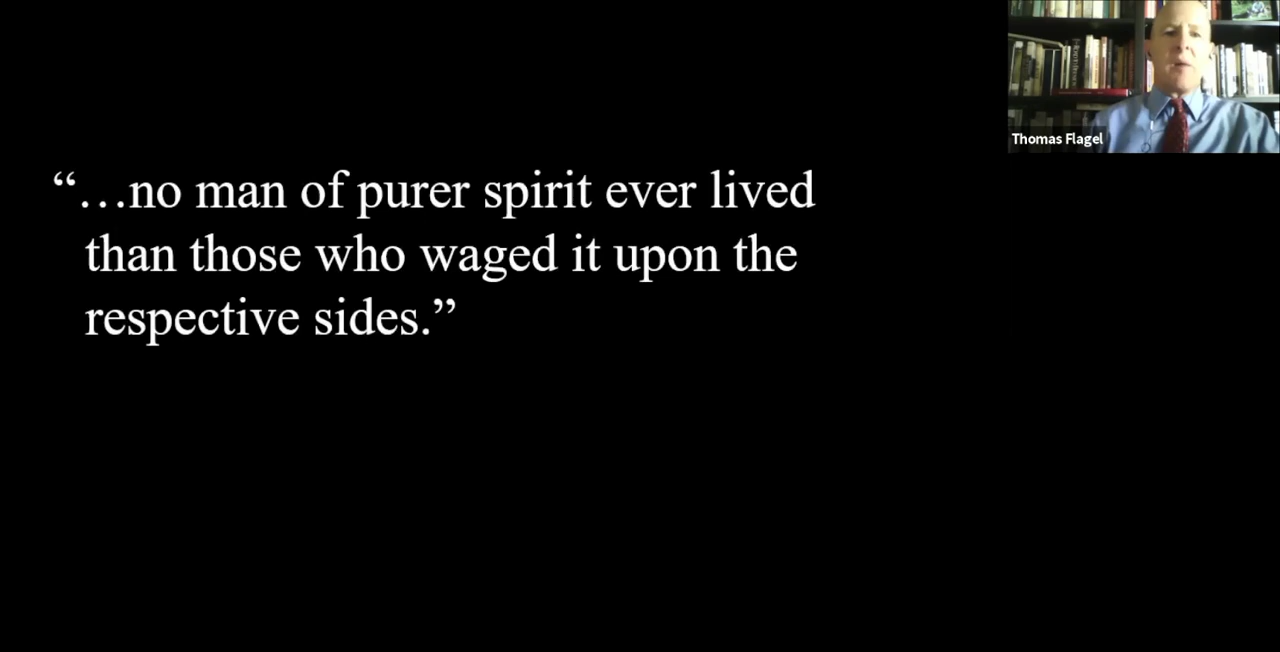 “…no man of purer spirit ever lived
than those who waged it upon the
respective sides.”
Thomas Flagel